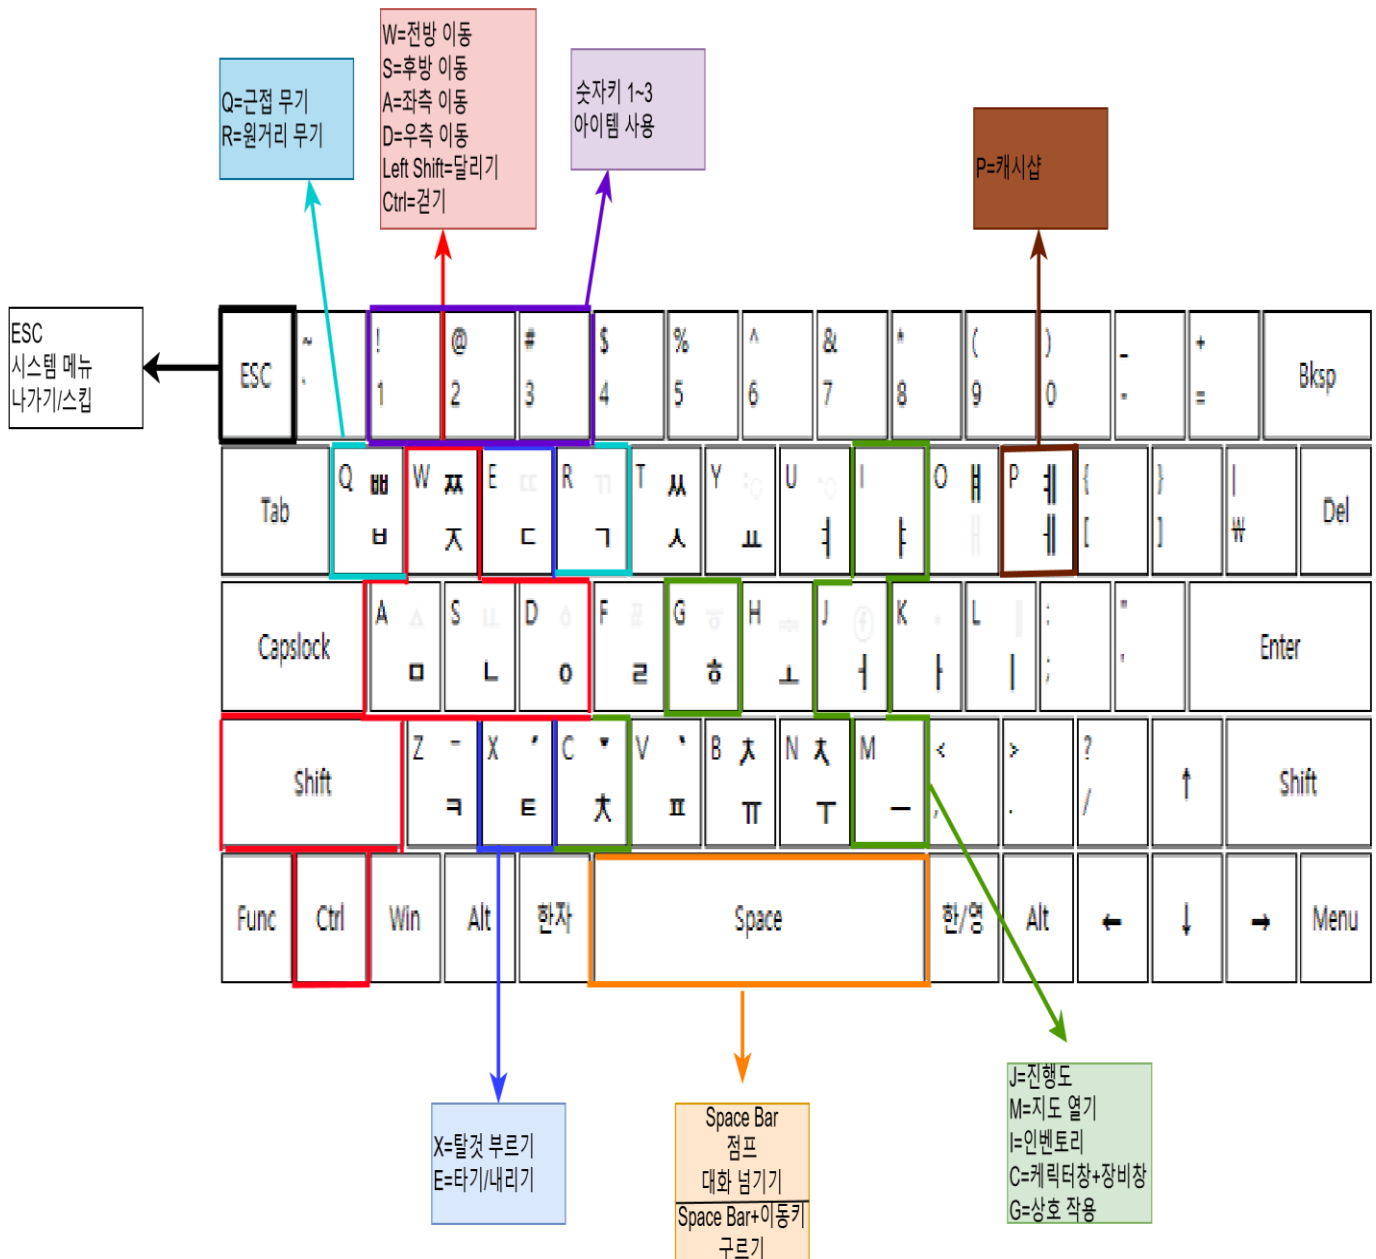 W=전방 이동
S=후방 이동
A=좌측 이동
D=우측 이동
Left Shift=달리기
Ctrl=걷기
Q=근접 무기
R=원거리 무기
숫자키 1~3
아이템 사용
P=캐시샵
ESC
시스템 메뉴
나가기/스킵
ESC ~ ! @ # $ % ^ & * ( ) _ + Bksp
` 1 2 3 4 5 6 7 8 9 0 - =
Tab Q ㅃ W ㅉ E ㄸ R ㄲ T ㅆ Y U I O ㅒ P ㅖ { } | Del
ㅂ ㅈ ㄷ ㄱ ㅅ ㅛ ㅕ ㅑ ㅐ ㅔ [ ] ₩
Capslock A S D F G H J K L : " Enter
ㅁ ㄴ ㅇ ㄹ ㅎ ㅗ ㅓ ㅏ ㅣ ; '
Shift Z X C V B ㅊ N ㅊ M < > ? ↑ Shift
ㅋ ㅌ ㅊ ㅍ ㅠ ㅜ ㅡ , . /
Func Ctrl Win Alt 한자 Space 한/영 Alt ← ↓ → Menu
X=탈것 부르기
E=타기/내리기
Space Bar
점프
대화 넘기기
Space Bar+이동키
구르기
J=진행도
M=지도 열기
I=인벤토리
C=케릭터창+장비창
G=상호 작용